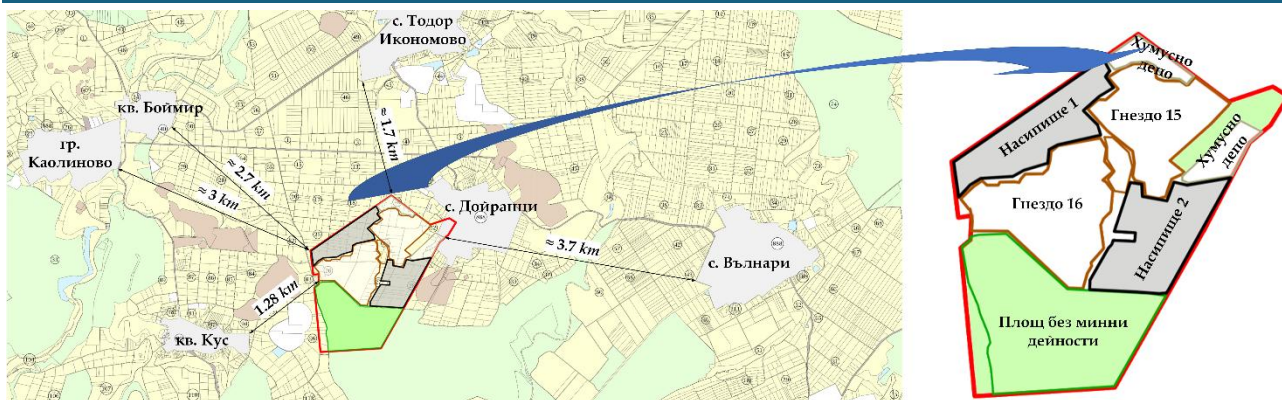 с. Тодор
Икономово
кв. Боймир
гр.
Каолиново
≈ 1.7 km
≈ 2.7 km
≈ 3 km
с. Дойранци
≈ 3.7 km
с. Вълнари
1.28 km
кв. Кус
Хумусно
депо
Насипище 1
Гнездо 15
Хумусно
депо
Гнездо 16
Насипище 2
Площ без минни
дейности